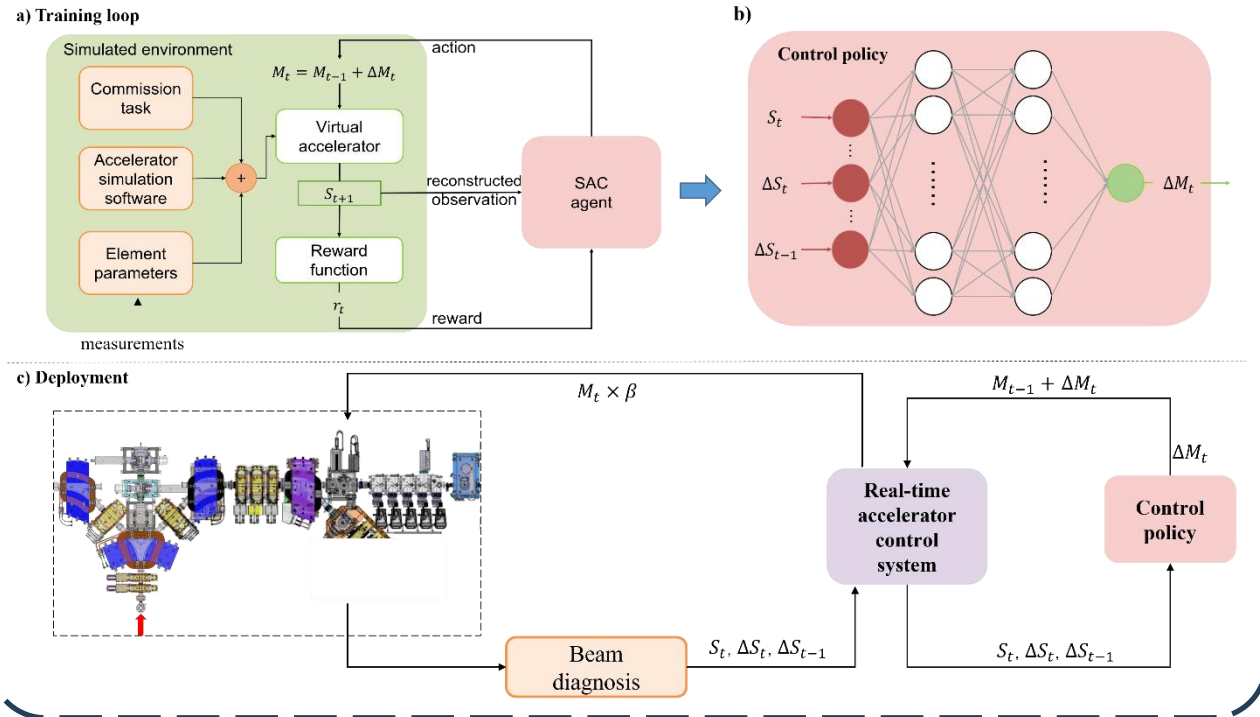 a) Training loop
Simulated environment
Commission
task
Accelerator
simulation
software
Element
parameters
measurements
+
action
M_t = M_{t-1} + ΔM_t
Virtual
accelerator
S_{t+1}
reconstructed
observation
Reward
function
r_t
reward
SAC
agent
b)
Control policy
S_t
ΔS_t
ΔS_{t-1}
ΔM_t
c) Deployment
M_t × β
M_{t-1} + ΔM_t
ΔM_t
Real-time
accelerator
control
system
Control
policy
Beam
diagnosis
S_t, ΔS_t, ΔS_{t-1}
S_t, ΔS_t, ΔS_{t-1}